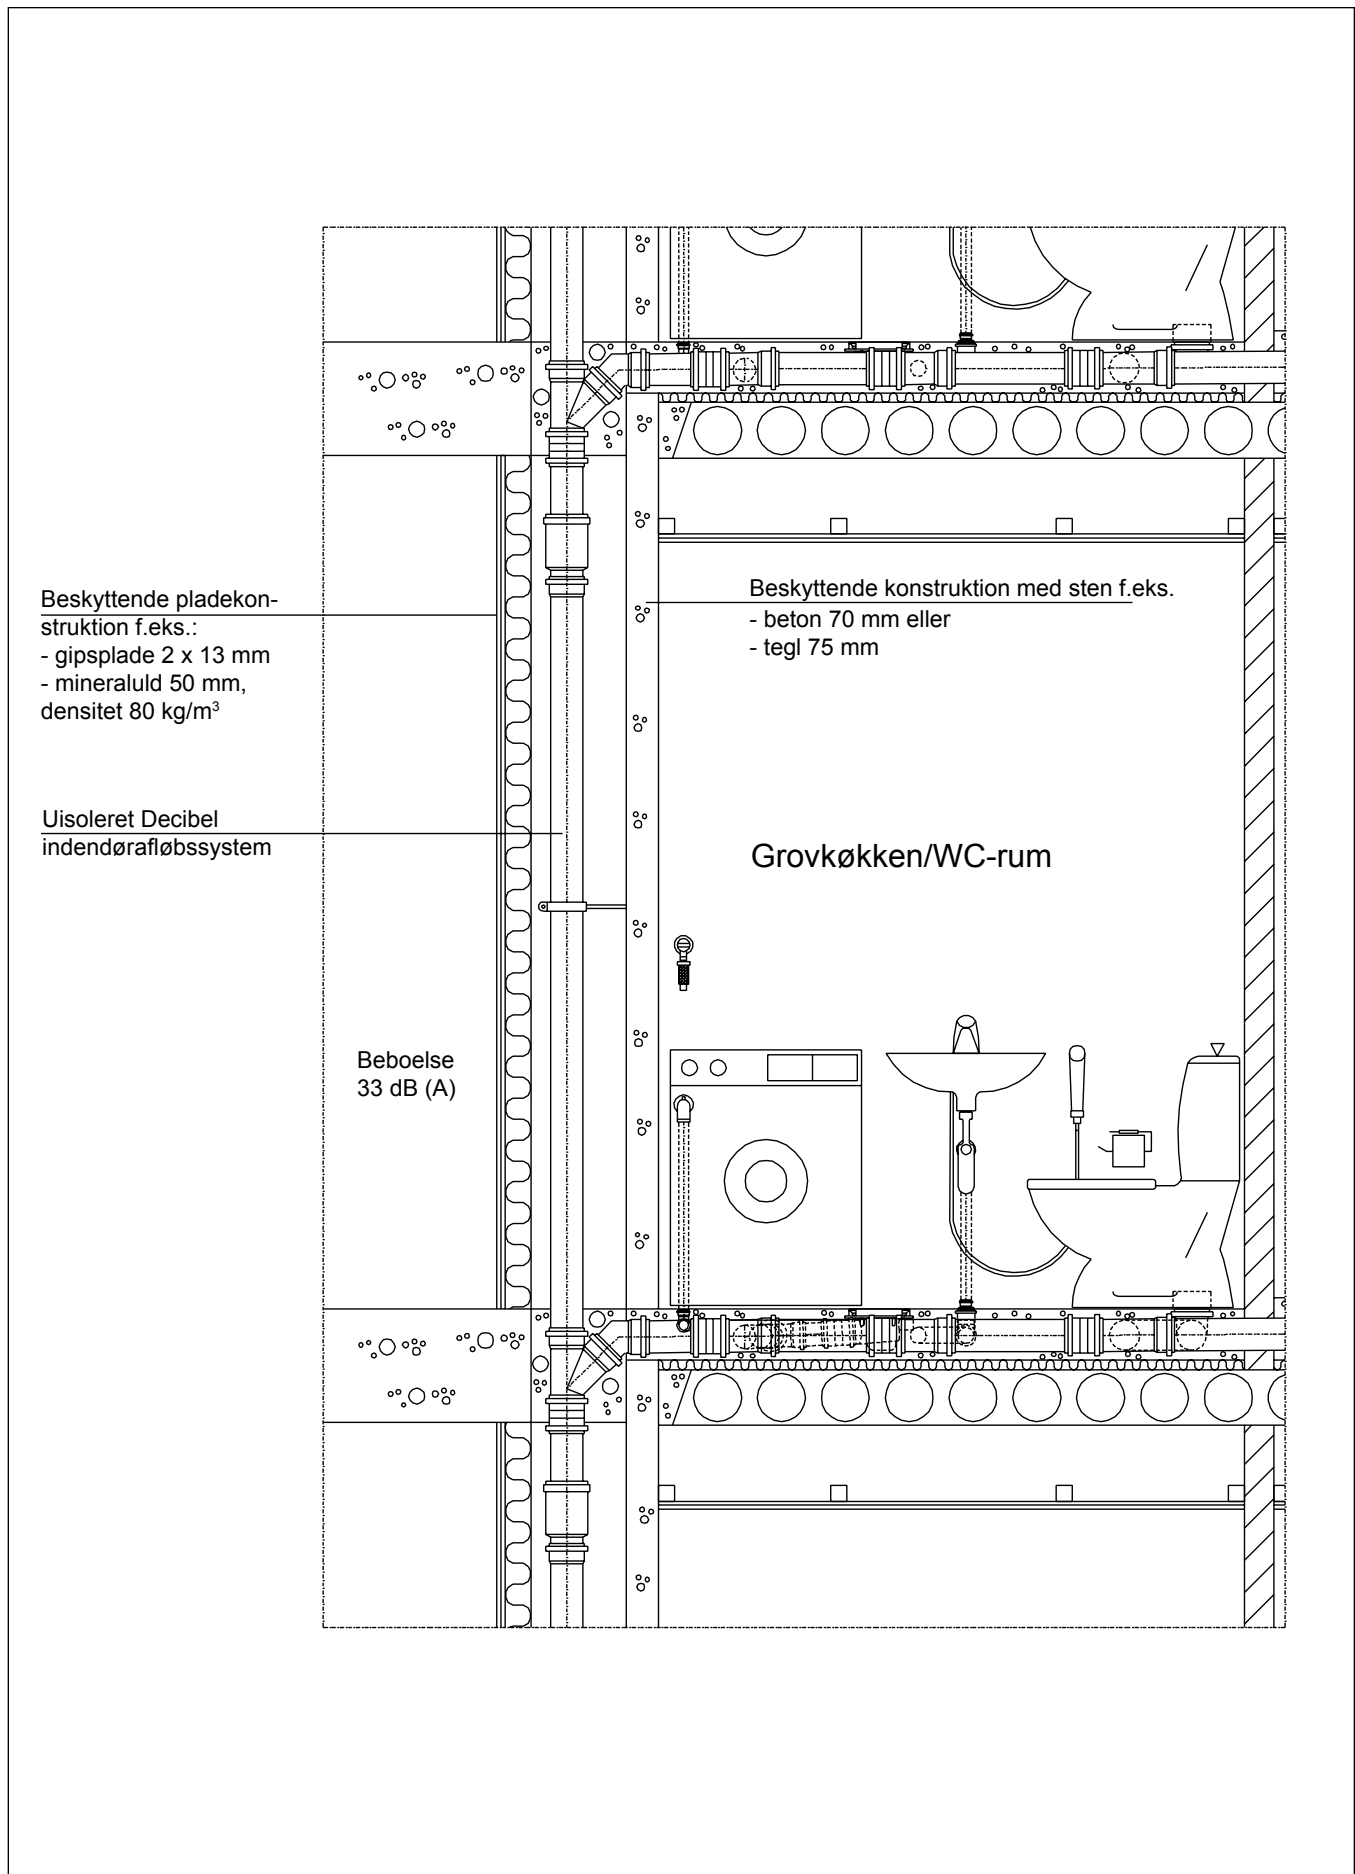 Beskyttende pladekon-
struktion f.eks.:
- gipsplade 2 x 13 mm
- mineraluld 50 mm,
densitet 80 kg/m³
Beskyttende konstruktion med sten f.eks.
- beton 70 mm eller
- tegl 75 mm
Uisoleret Decibel
indendørafløbssystem
Grovkøkken/WC-rum
Beboelse
33 dB (A)